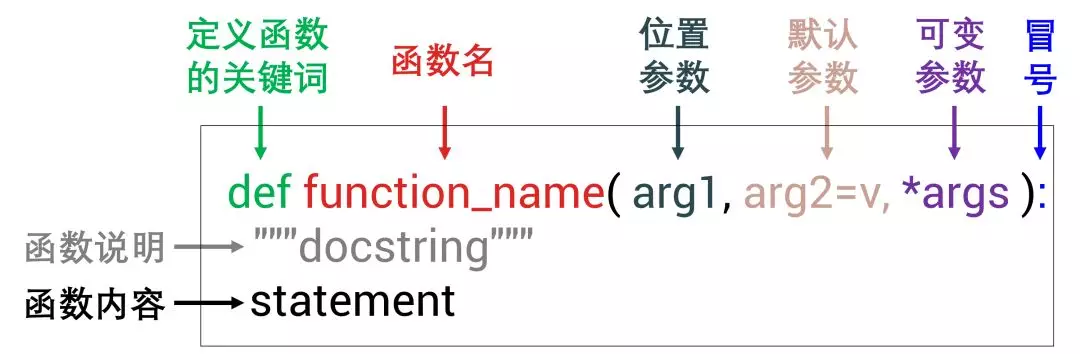 定义函数
的关键词
函数名
位置
参数
默认
参数
可变
参数
冒
号
def function_name( arg1, arg2=v, *args ):
函数说明
"""docstring"""
函数内容
statement